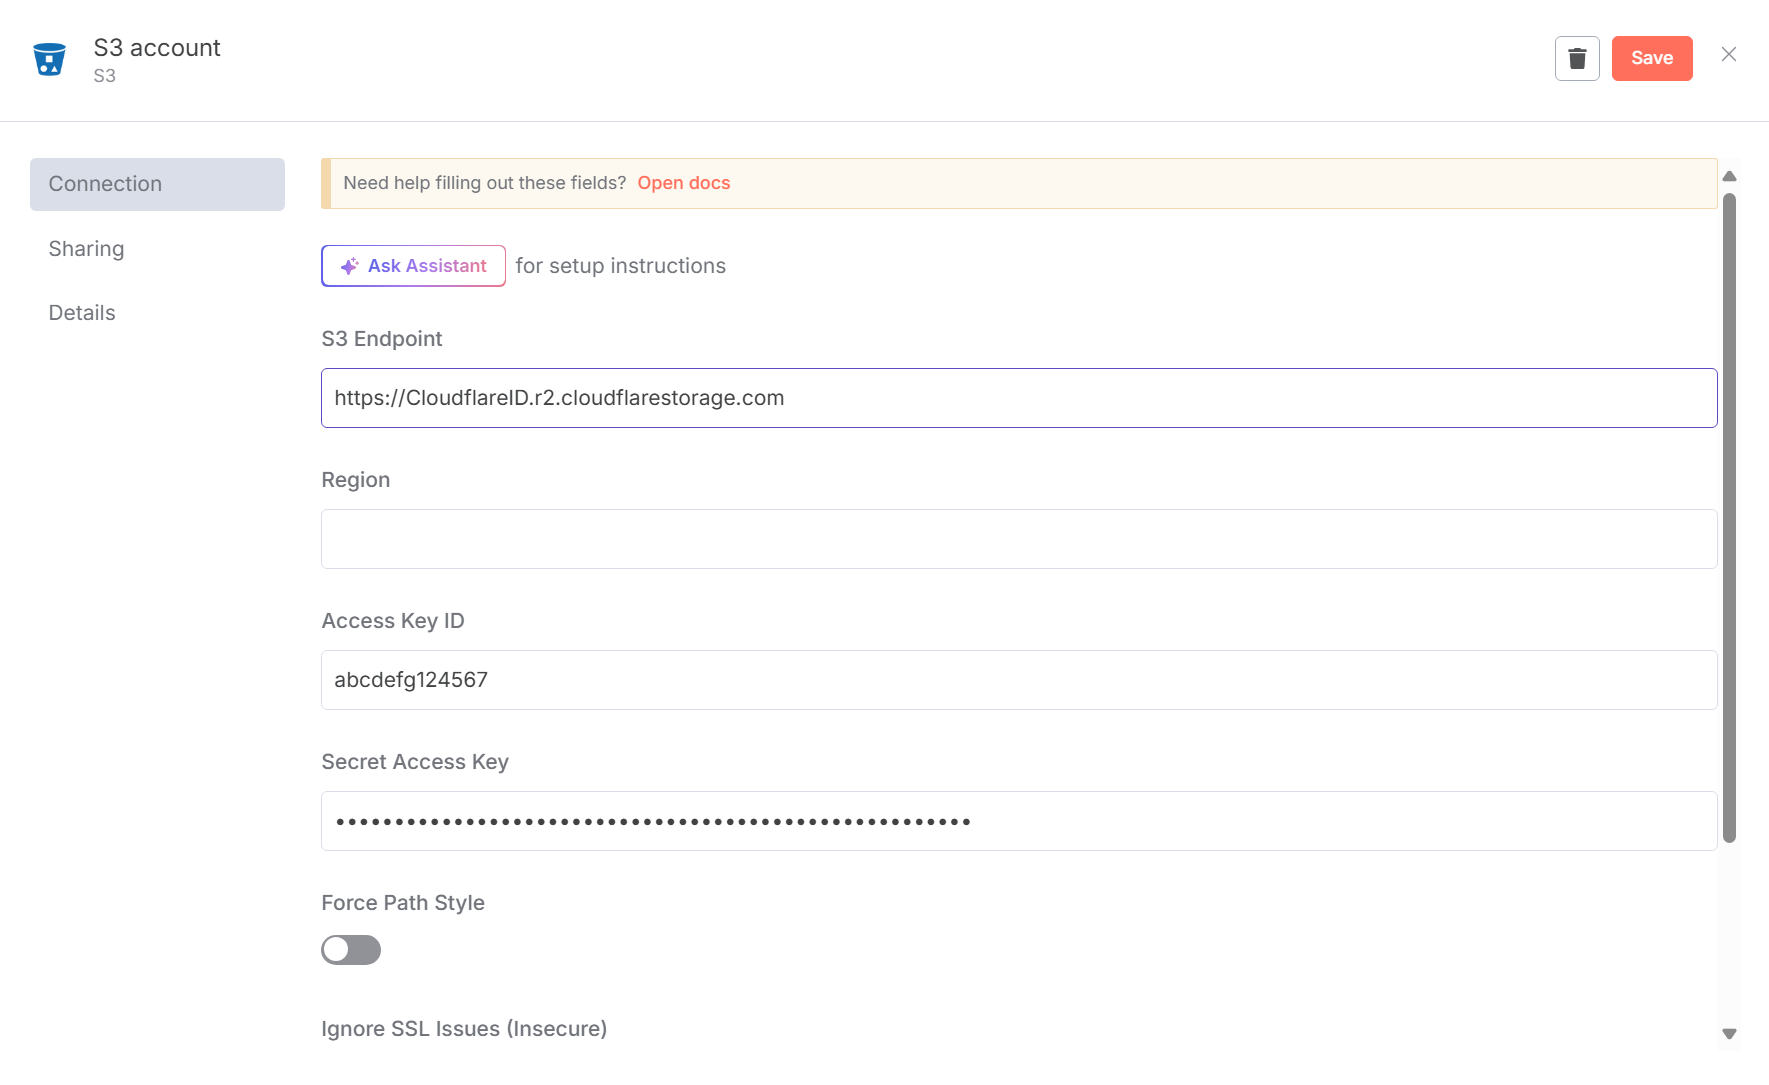 S3 account
S3
Save
Connection
Sharing
Details
Need help filling out these fields? Open docs
Ask Assistant for setup instructions
S3 Endpoint
https://CloudflareID.r2.cloudflarestorage.com
Region
Access Key ID
abcdefg124567
Secret Access Key
••••••••••••••••••••••••••••••••••••••••••••••••••••••
Force Path Style
Ignore SSL Issues (Insecure)